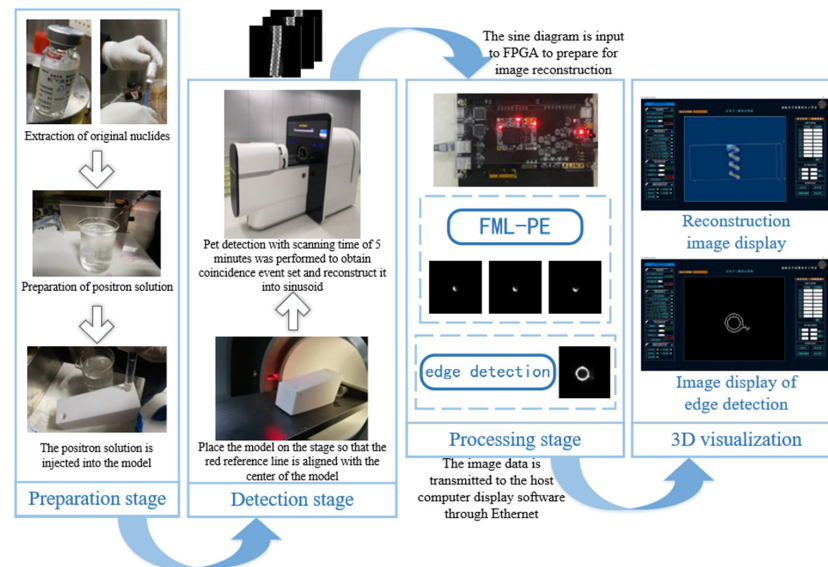 Extraction of original nuclides
Preparation of positron solution
The positron solution is
injected into the model
Preparation stage
Pet detection with scanning time of 5
minutes was performed to obtain
coincidence event set and reconstruct it
into sinusoid
Place the model on the stage so that the
red reference line is aligned with the
center of the model
Detection stage
The sine diagram is input
to FPGA to prepare for
image reconstruction
FML-PE
edge detection
Processing stage
The image data is
transmitted to the host
computer display software
through Ethernet
Reconstruction
image display
Image display of
edge detection
3D visualization